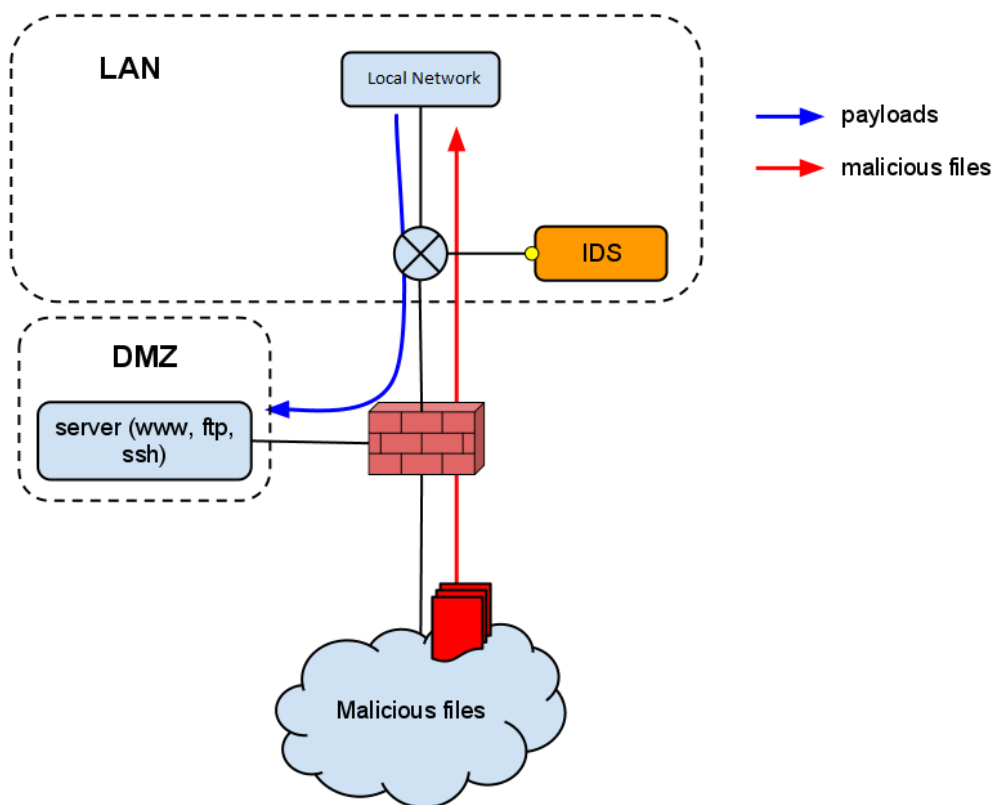 LAN
Local Network
payloads
malicious files
IDS
DMZ
server (www, ftp,
ssh)
Malicious files